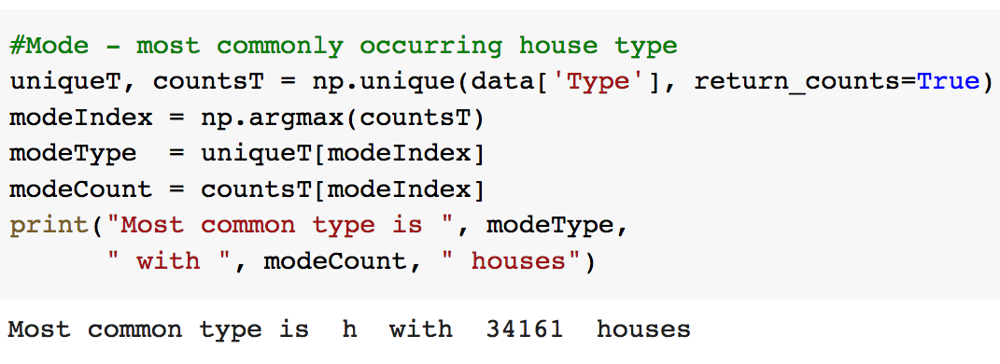 #Mode – most commonly occurring house type
uniqueT, countsT = np.unique(data['Type'], return_counts=True)
modeIndex = np.argmax(countsT)
modeType  = uniqueT[modeIndex]
modeCount = countsT[modeIndex]
print("Most common type is ", modeType,
      " with ", modeCount, " houses")
Most common type is  h  with  34161  houses